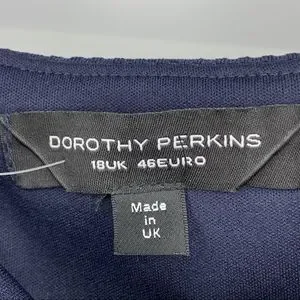 DOROTHY PERKINS
18UK 46EURO
Made
in
UK